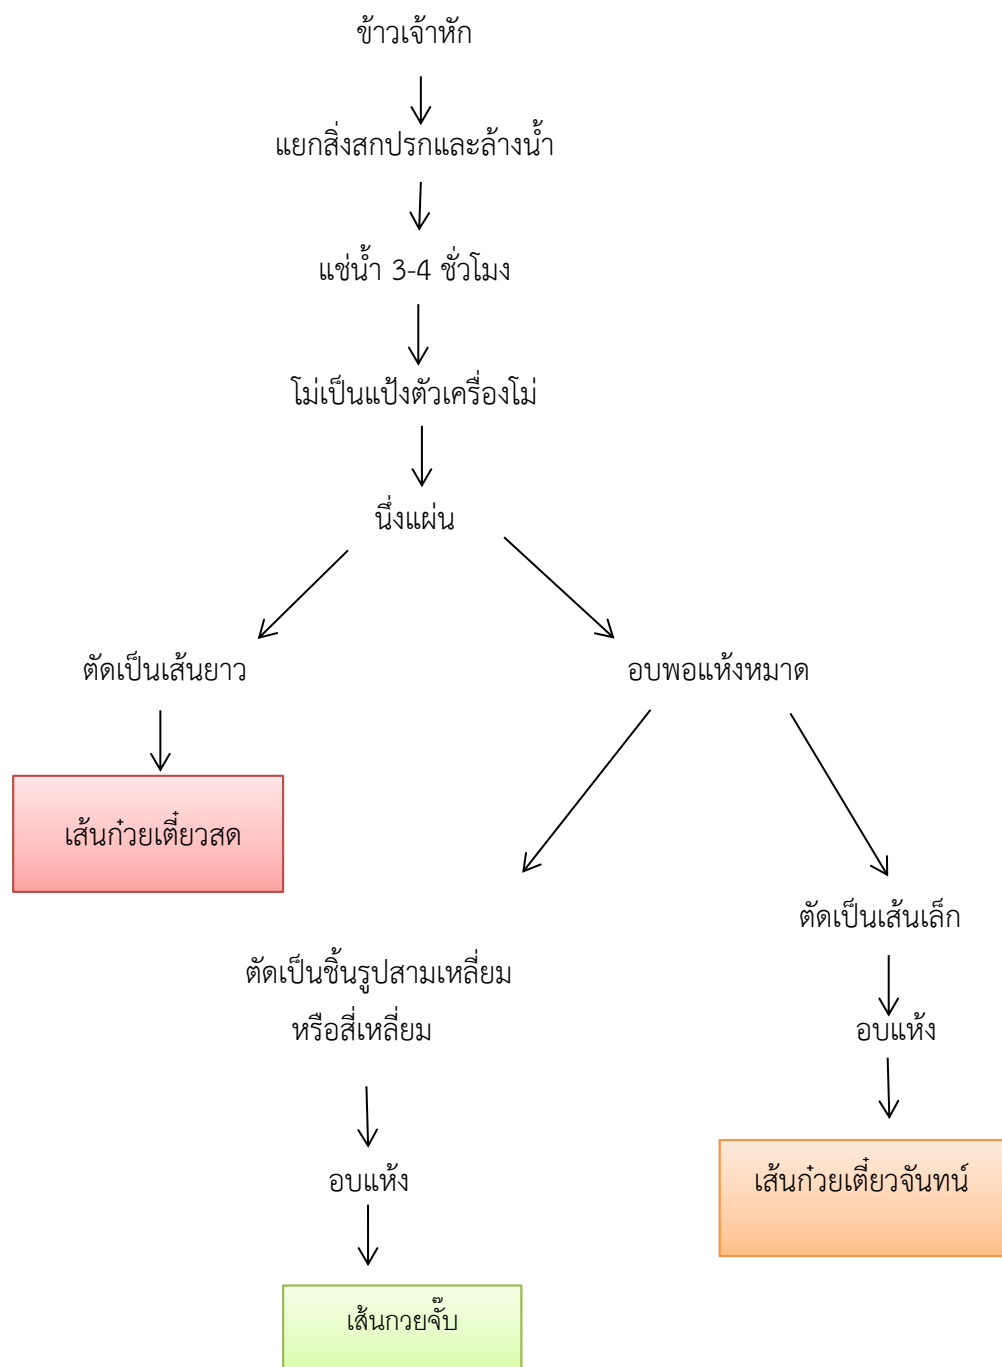 ข้าวเจ้าหัก
แยกสิ่งสกปรกและล้างน้ำ
แช่น้ำ 3-4 ชั่วโมง
โม่เป็นแป้งตัวเครื่องโม่
นึ่งแผ่น
ตัดเป็นเส้นยาว
อบพอแห้งหมาด
เส้นก๋วยเตี๋ยวสด
ตัดเป็นเส้นเล็ก
ตัดเป็นชิ้นรูปสามเหลี่ยม
หรือสี่เหลี่ยม
อบแห้ง
อบแห้ง
เส้นก๋วยเตี๋ยวจันทน์
เส้นกวยจั๊บ